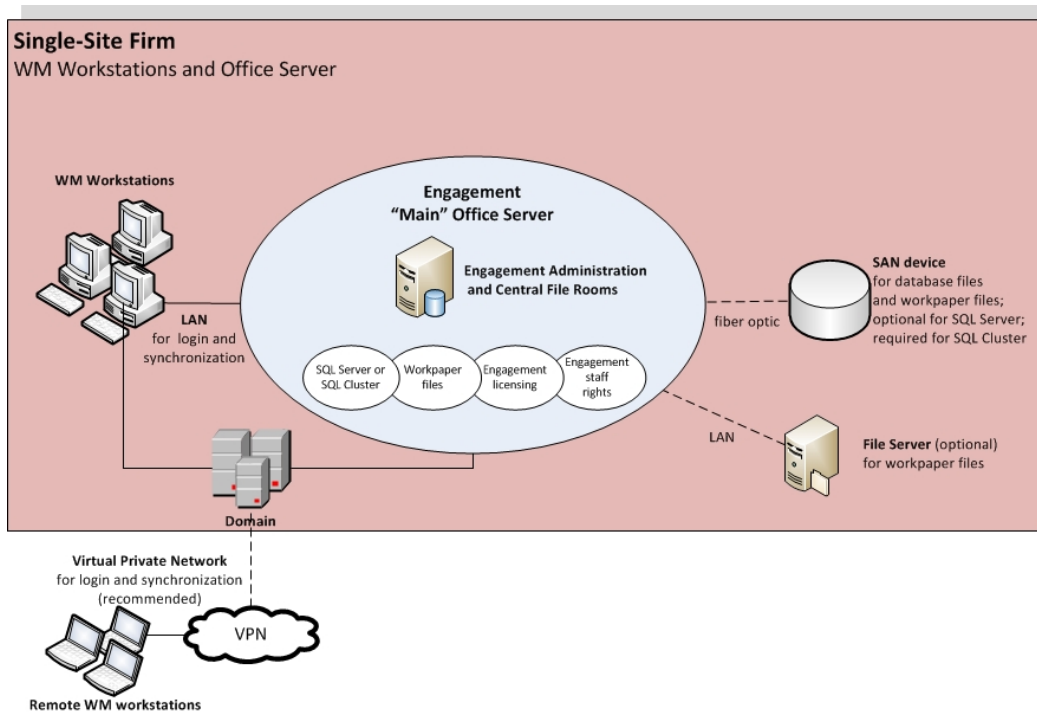 Single-Site Firm
WM Workstations and Office Server
WM Workstations
Engagement
“Main” Office Server
Engagement Administration
and Central File Rooms
LAN
for login and
synchronization
SQL Server or
SQL Cluster
Workpaper
files
Engagement
licensing
Engagement
staff
rights
fiber optic
SAN device
for database files
and workpaper files;
optional for SQL Server;
required for SQL Cluster
LAN
File Server (optional)
for workpaper files
Domain
Virtual Private Network
for login and synchronization
(recommended)
VPN
Remote WM workstations